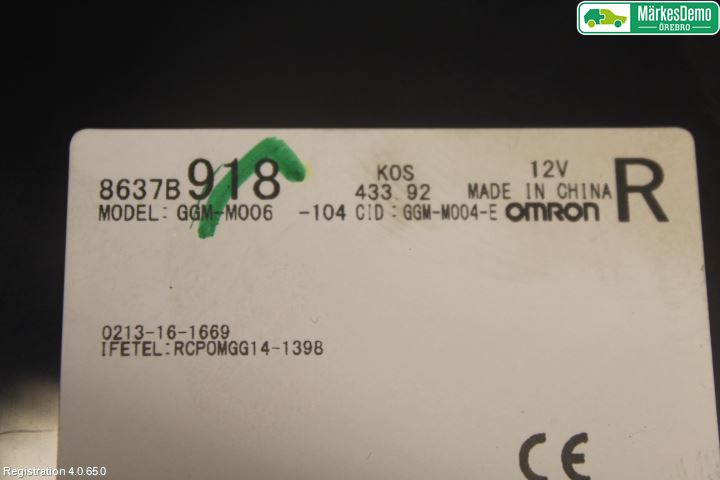 MärkesDemo
ÖREBRO
8637B 918 KOS 12V R
433 92 MADE IN CHINA
MODEL: GGM-M006 -104 CID : GGM-M004-E OMRON
0213-16-1669
IFETEL:RCPOMGG14-1398
CE
Registration 4.0.65.0